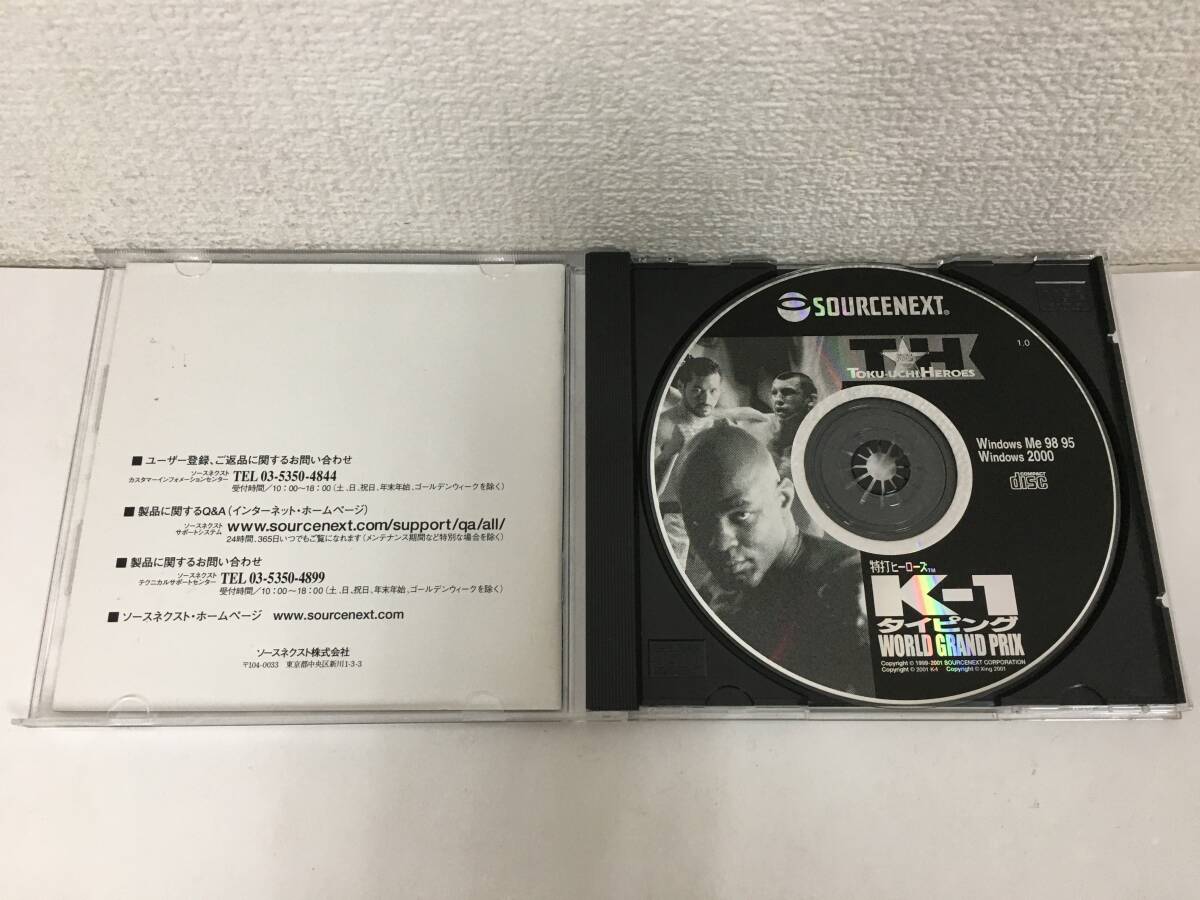 ■ ユーザー登録、ご返品に関するお問い合わせ
ソースネクスト
カスタマーインフォメーションセンター TEL 03-5350-4844
受付時間／10：00〜18：00（土、日、祝日、年末年始、ゴールデンウィークを除く）
■ 製品に関するQ&A（インターネット・ホームページ）
ソースネクスト
サポートシステム www.sourcenext.com/support/qa/all/
24時間、365日いつでもご覧になれます（メンテナンス期間など特別な場合を除く）
■ 製品に関するお問い合わせ
ソースネクスト
テクニカルサポートセンター TEL 03-5350-4899
受付時間／10：00〜18：00（土、日、祝日、年末年始、ゴールデンウィークを除く）
■ ソースネクスト・ホームページ www.sourcenext.com
ソースネクスト株式会社
〒104-0033 東京都中央区新川1-3-3
SOURCENEXT®
T★H
TOKU-UCHI HEROES
1.0
Windows Me 98 95
Windows 2000
COMPACT
disc
特打ヒーローズ™
K-1
タイピング
WORLD GRAND PRIX
Copyright © 1999-2001 SOURCENEXT CORPORATION
Copyright © 2001 K-1 Copyright © Xing 2001